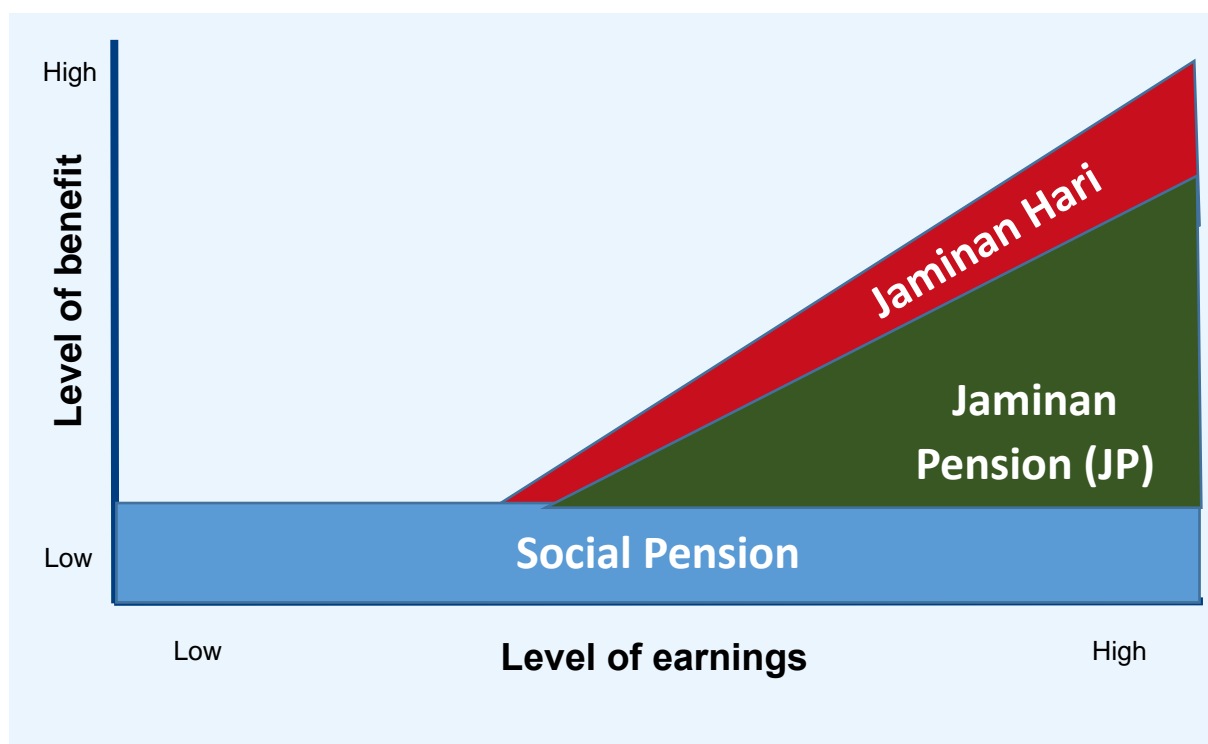 High
Level of benefit
Jaminan Hari
Jaminan
Pension (JP)
Social Pension
Low
Low
Level of earnings
High